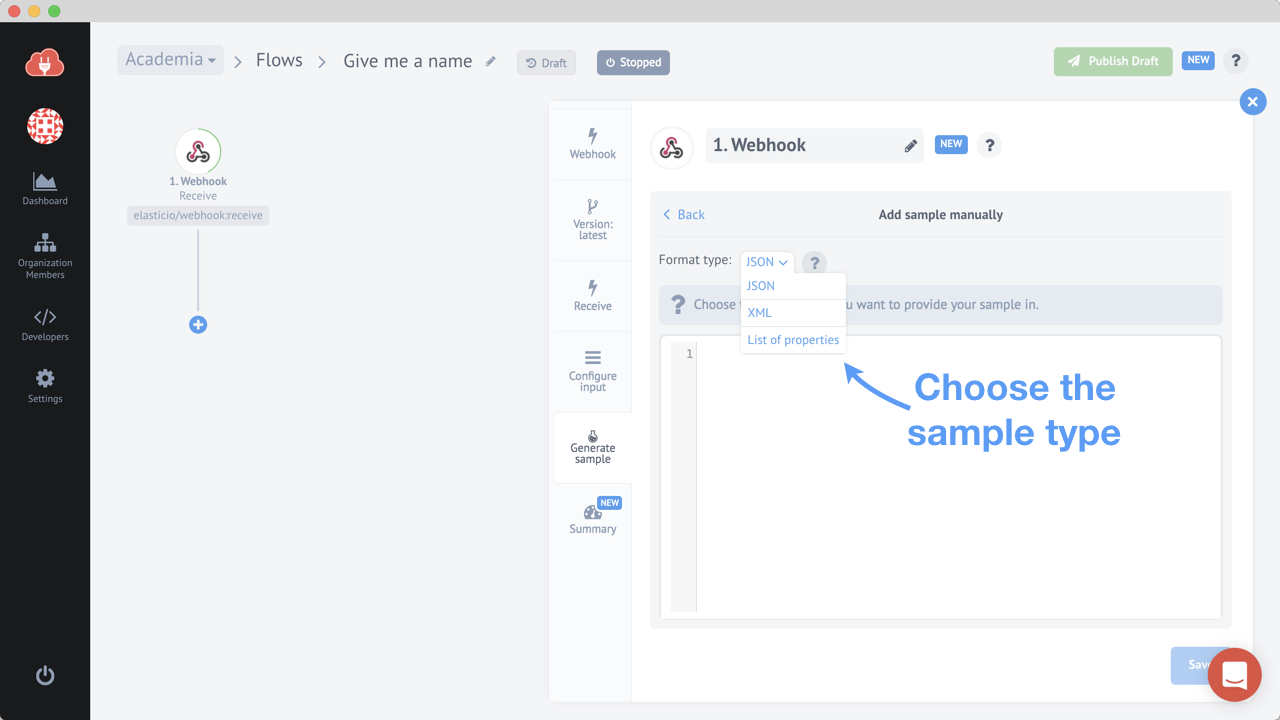 Academia
Flows
Give me a name
Draft
Stopped
Publish Draft
NEW
?
Dashboard
Organization
Members
Developers
Settings
1. Webhook
Receive
elasticio/webhook:receive
Webhook
Version:
latest
Receive
Configure
input
Generate
sample
NEW
Summary
1. Webhook
NEW
?
Back
Add sample manually
Format type:
JSON
?
JSON
XML
List of properties
? Choose
want to provide your sample in.
1
Choose the
sample type